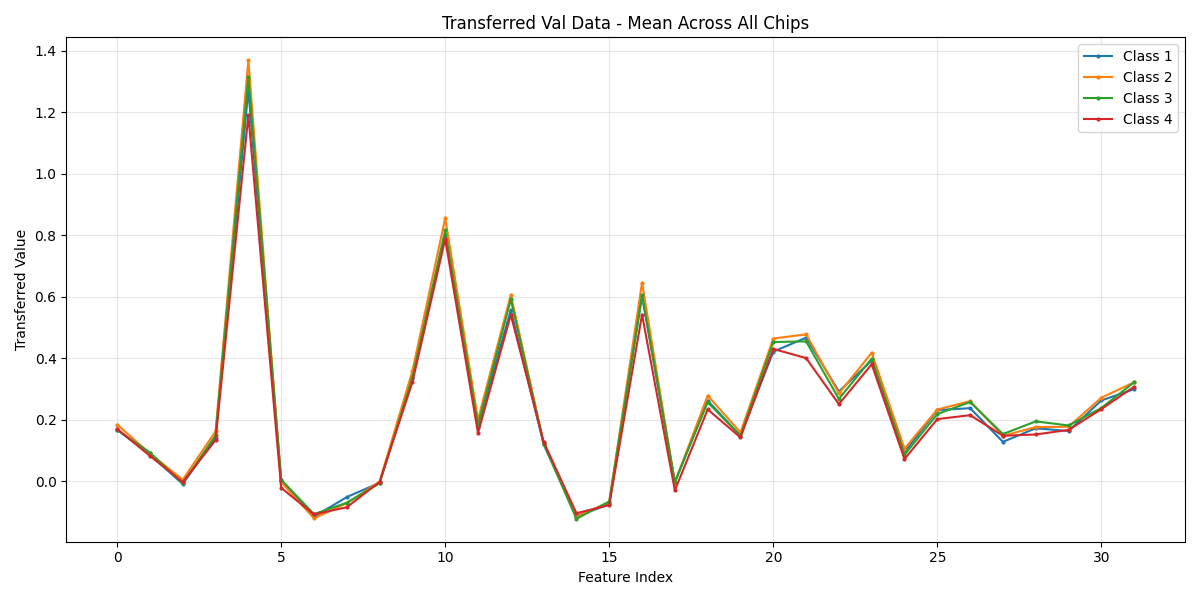 Transferred Val Data - Mean Across All Chips
Transferred Value
1.4
1.2
1.0
0.8
0.6
0.4
0.2
0.0
Class 1
Class 2
Class 3
Class 4
0 5 10 15 20 25 30
Feature Index